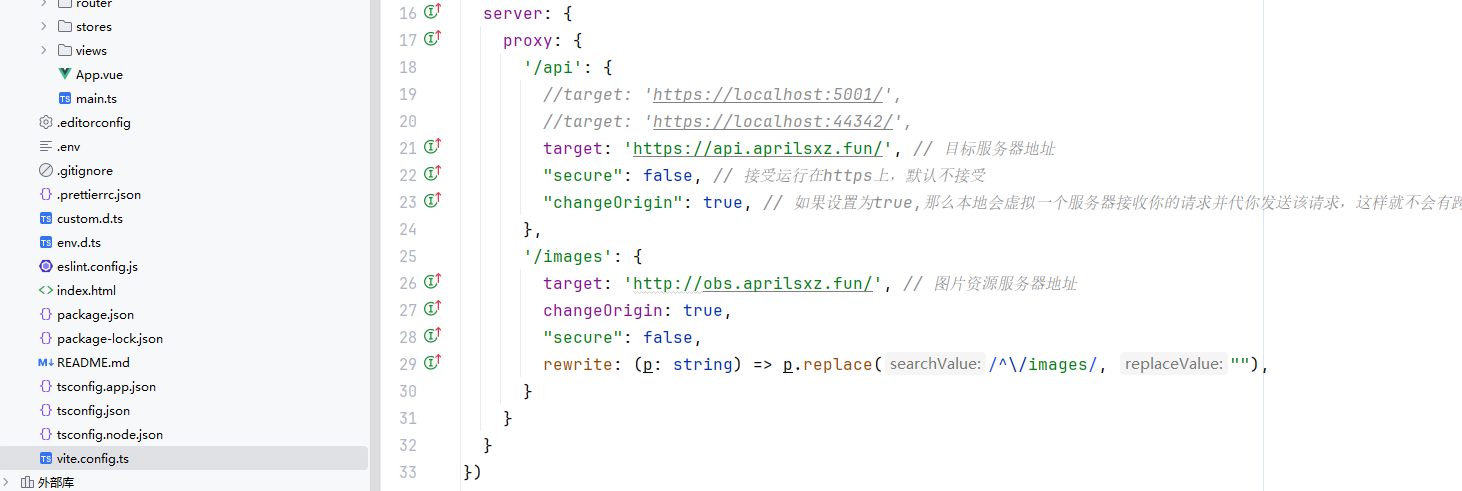 router
stores
views
App.vue
main.ts
.editorconfig
.env
.gitignore
.prettierrc.json
custom.d.ts
env.d.ts
eslint.config.js
index.html
package.json
package-lock.json
README.md
tsconfig.app.json
tsconfig.json
tsconfig.node.json
vite.config.ts
外部库
16 server: {
17 proxy: {
18 '/api': {
19 //target: 'https://localhost:5001/',
20 //target: 'https://localhost:44342/',
21 target: 'https://api.aprilsxz.fun/', // 目标服务器地址
22 "secure": false, // 接受运行在https上，默认不接受
23 "changeOrigin": true, // 如果设置为true,那么本地会虚拟一个服务器接收你的请求并代你发送该请求，这样就不会有
24 },
25 '/images': {
26 target: 'http://obs.aprilsxz.fun/', // 图片资源服务器地址
27 changeOrigin: true,
28 "secure": false,
29 rewrite: (p: string) => p.replace( searchValue: /^\/images/, replaceValue: ""),
30 }
31 }
32 }
33 })